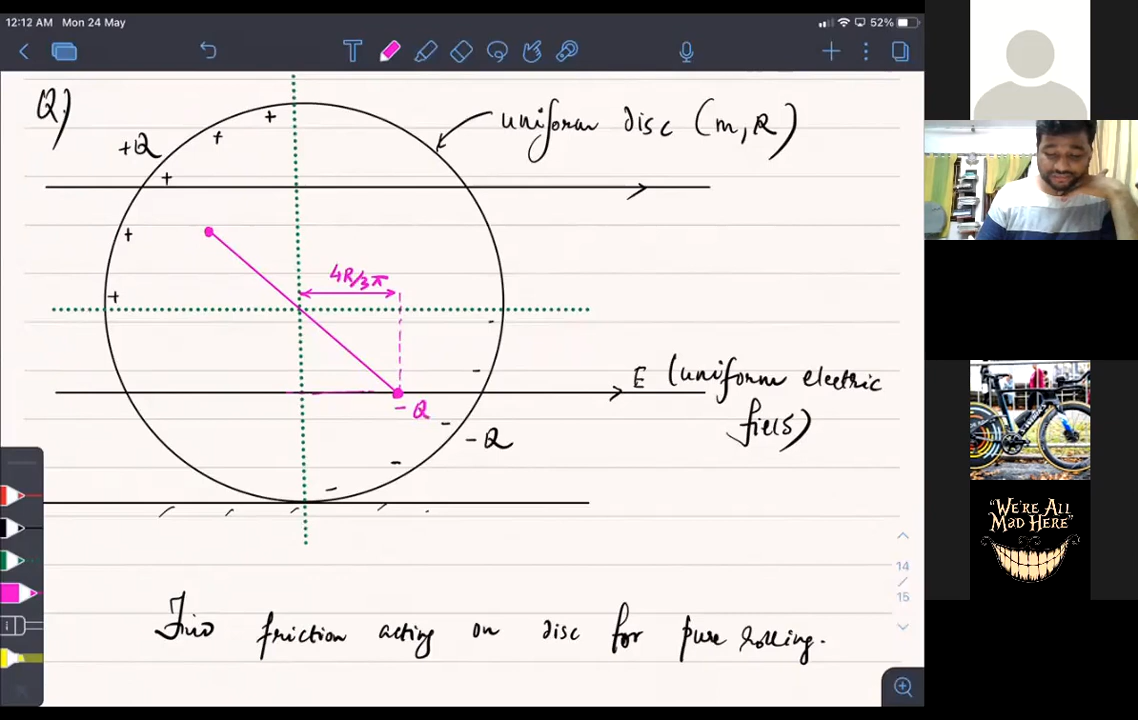 12:12 AM Mon 24 May
52%
Q)
uniform disc (m, R)
+Q
4R/3π
E (uniform electric
field)
-Q
-Q
14
/
15
Find friction acting on disc for pure rolling.
"WE'RE ALL
MAD HERE"